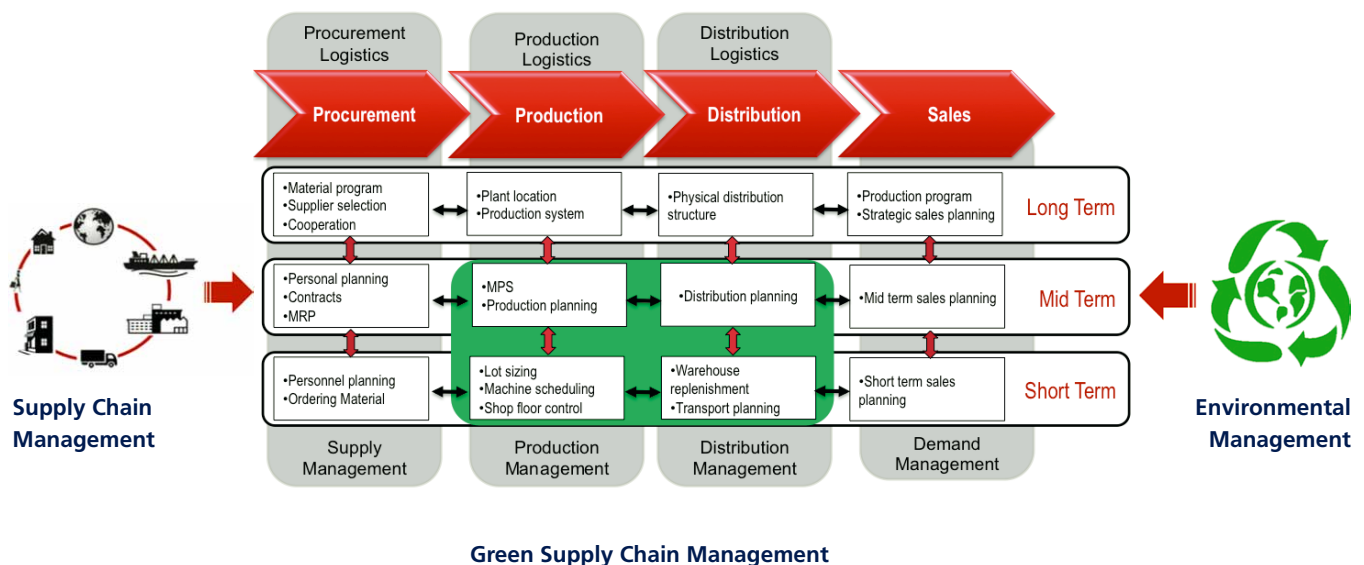 Procurement
Logistics
Production
Logistics
Distribution
Logistics
Procurement
Production
Distribution
Sales
•Material program
•Supplier selection
•Cooperation
•Plant location
•Production system
•Physical distribution
structure
•Production program
•Strategic sales planning
Long Term
•Personal planning
•Contracts
•MRP
•MPS
•Production planning
•Distribution planning
•Mid term sales planning
Mid Term
•Personnel planning
•Ordering Material
•Lot sizing
•Machine scheduling
•Shop floor control
•Warehouse
replenishment
•Transport planning
•Short term sales
planning
Short Term
Supply
Management
Production
Management
Distribution
Management
Demand
Management
Supply Chain
Management
Environmental
Management
Green Supply Chain Management